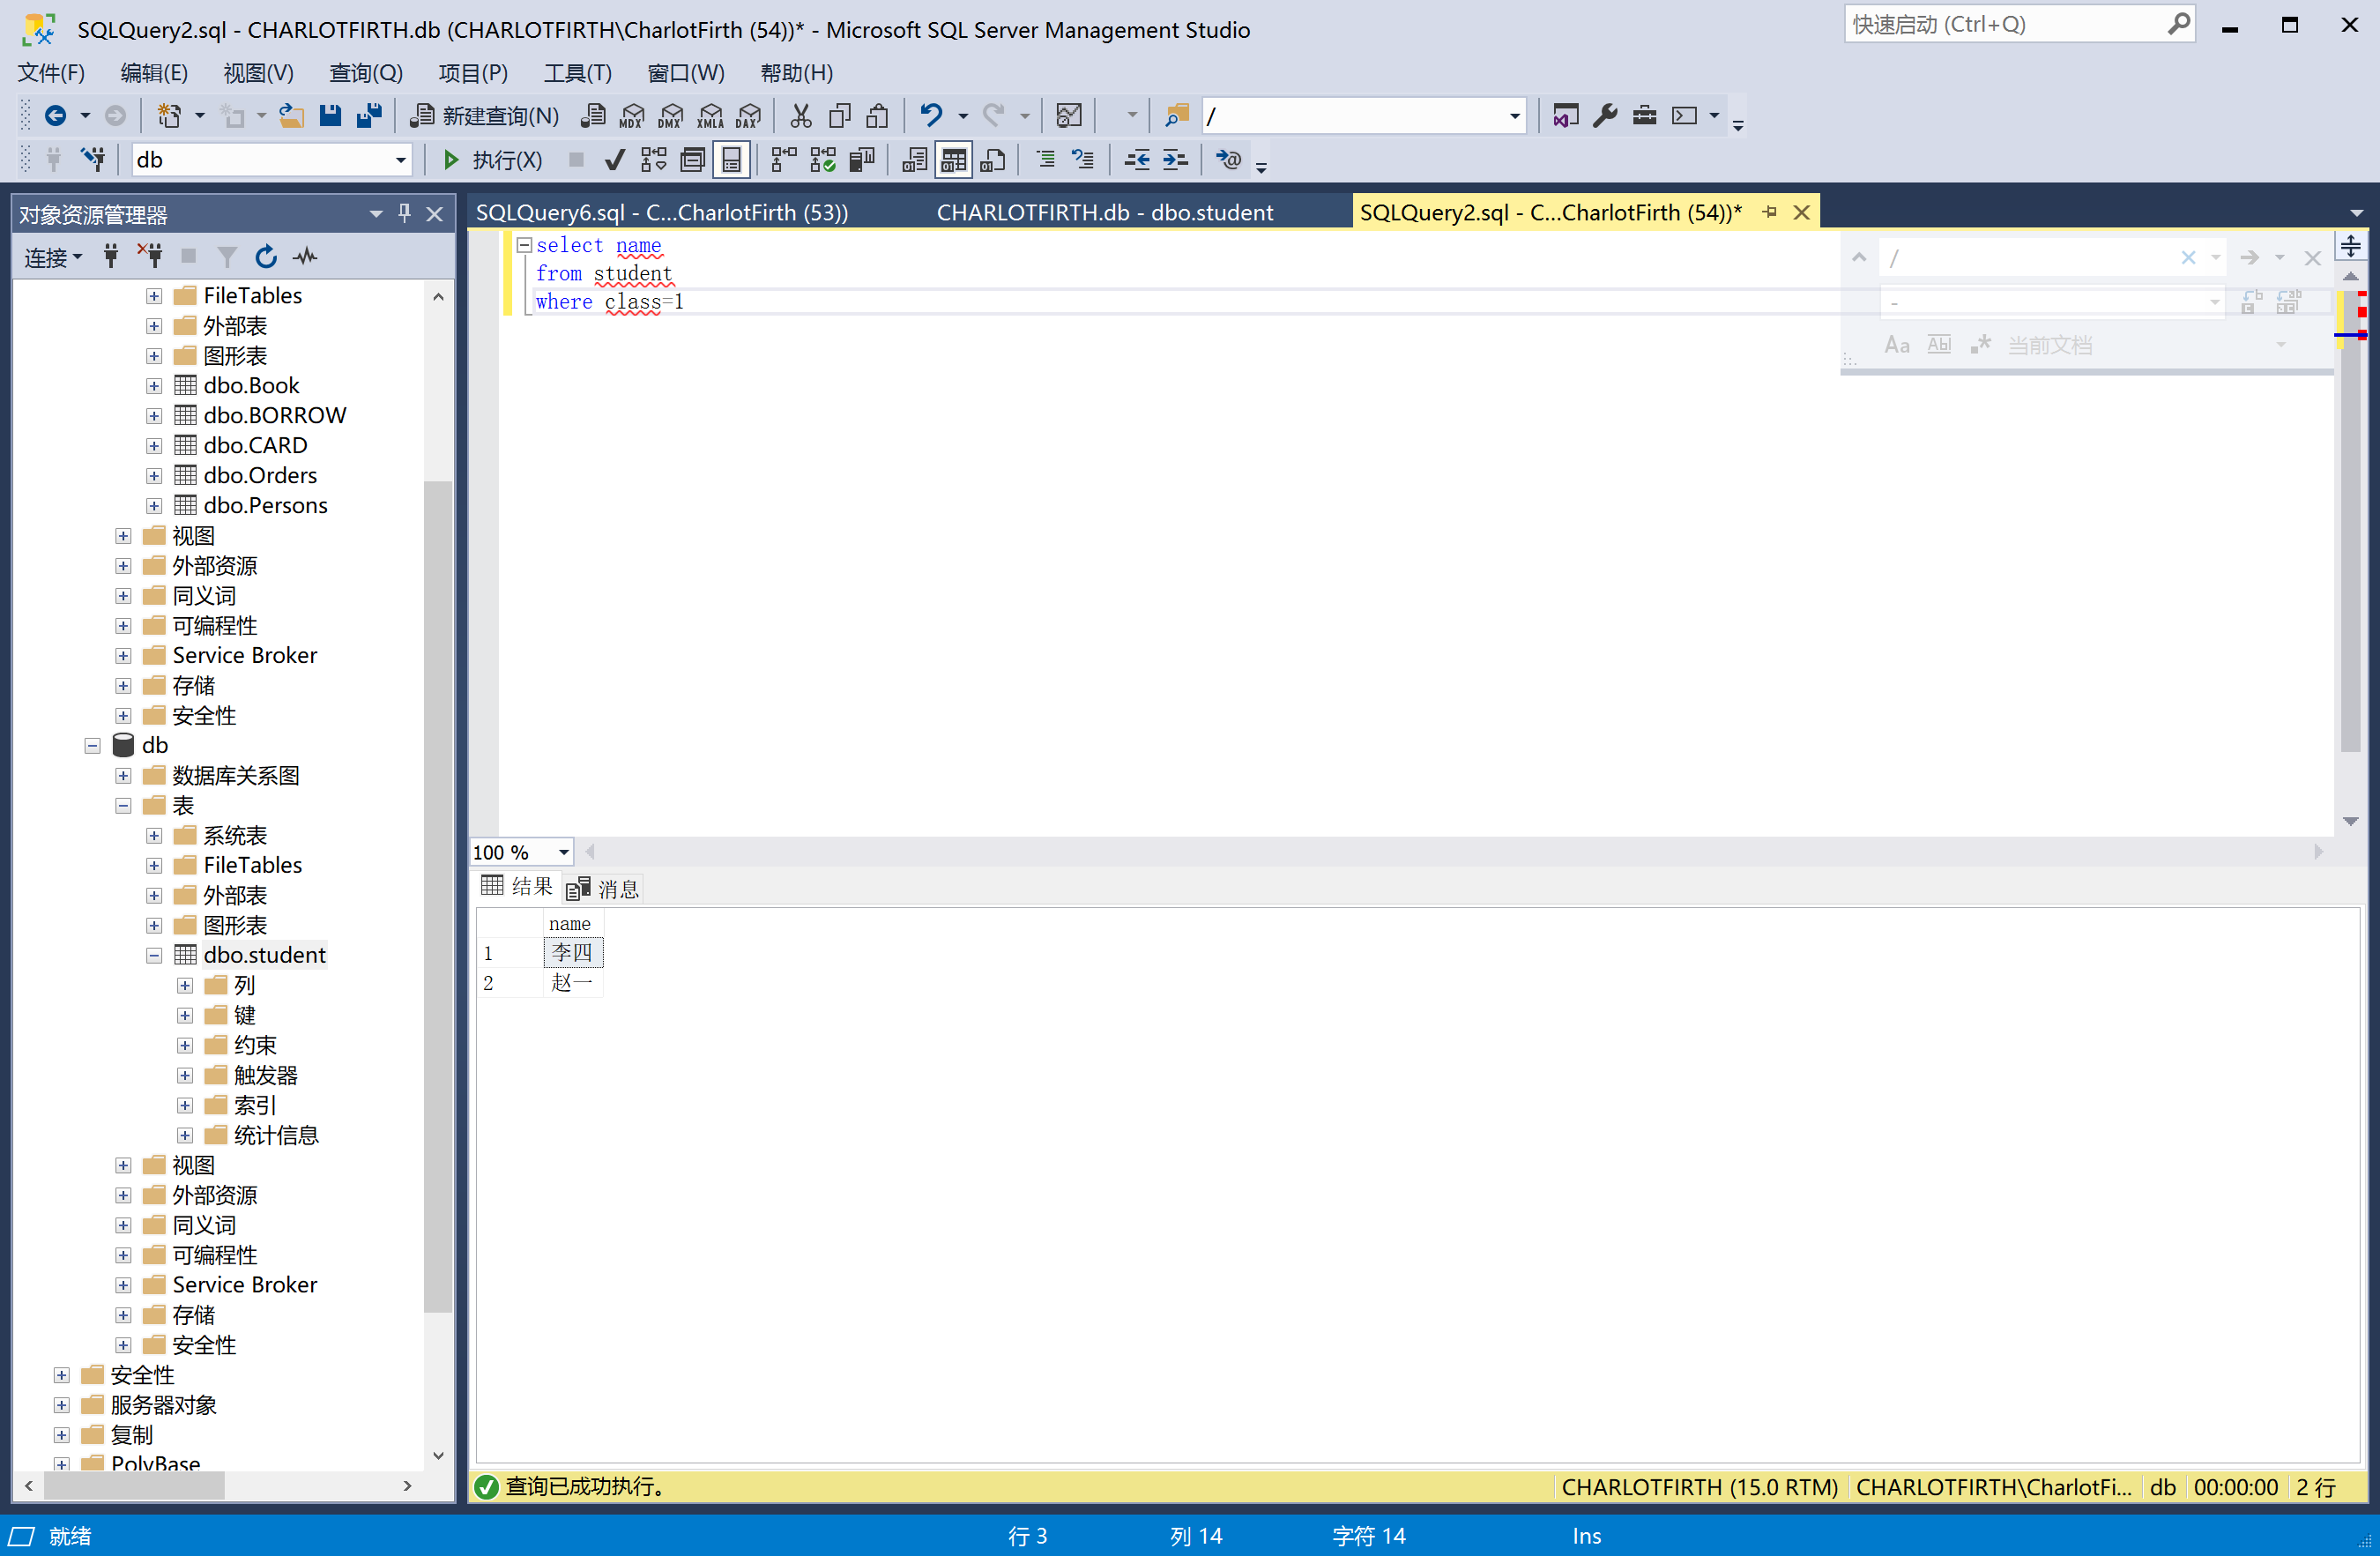 SQLQuery2.sql - CHARLOTFIRTH.db (CHARLOTFIRTH\CharlotFirth (54))* - Microsoft SQL Server Management Studio
快速启动 (Ctrl+Q)
文件(F) 编辑(E) 视图(V) 查询(Q) 项目(P) 工具(T) 窗口(W) 帮助(H)
新建查询(N) MDX DMX XMLA DAX /
db 执行(X)
对象资源管理器
连接
FileTables
外部表
图形表
dbo.Book
dbo.BORROW
dbo.CARD
dbo.Orders
dbo.Persons
视图
外部资源
同义词
可编程性
Service Broker
存储
安全性
db
数据库关系图
表
系统表
FileTables
外部表
图形表
dbo.student
列
键
约束
触发器
索引
统计信息
视图
外部资源
同义词
可编程性
Service Broker
存储
安全性
安全性
服务器对象
复制
PolyBase
SQLQuery6.sql - C...CharlotFirth (53)) CHARLOTFIRTH.db - dbo.student SQLQuery2.sql - C...CharlotFirth (54))*
select name
from student
where class=1
/
-
Aa Abl .* 当前文档
100 %
结果 消息
name
1 李四
2 赵一
查询已成功执行。 CHARLOTFIRTH (15.0 RTM) CHARLOTFIRTH\CharlotFi... db 00:00:00 2 行
就绪 行 3 列 14 字符 14 Ins